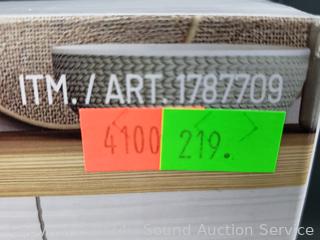 ITM. / ART. 1787709
4100 219.
Sound Auction Service